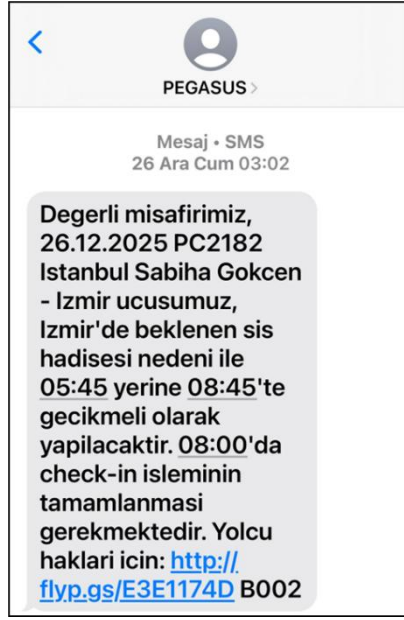 PEGASUS
Mesaj • SMS
26 Ara Cum 03:02
Degerli misafirimiz,
26.12.2025 PC2182
Istanbul Sabiha Gokcen
- Izmir ucusumuz,
Izmir'de beklenen sis
hadisesi nedeni ile
05:45 yerine 08:45'te
gecikmeli olarak
yapilacaktir. 08:00'da
check-in isleminin
tamamlanmasi
gerekmektedir. Yolcu
haklari icin: http://
flyp.gs/E3E1174D B002